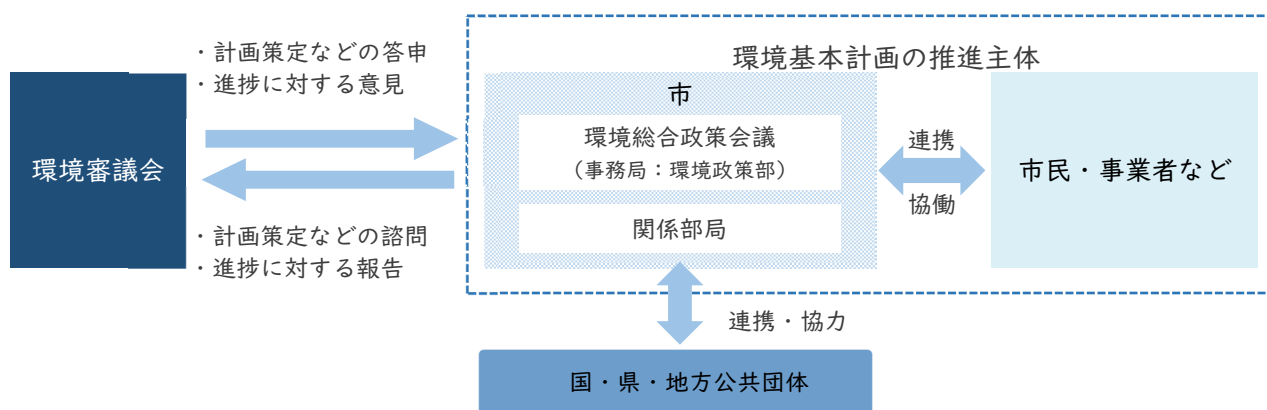 ・計画策定などの答申
・進捗に対する意見
環境審議会
・計画策定などの諮問
・進捗に対する報告
環境基本計画の推進主体
市
環境総合政策会議
（事務局：環境政策部）
関係部局
連携
協働
市民・事業者など
連携・協力
国・県・地方公共団体